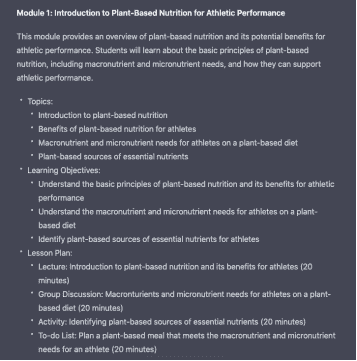 Module 1: Introduction to Plant-Based Nutrition for Athletic Performance
This module provides an overview of plant-based nutrition and its potential benefits for
athletic performance. Students will learn about the basic principles of plant-based
nutrition, including macronutrient and micronutrient needs, and how they can support
athletic performance.
• Topics:
• Introduction to plant-based nutrition
• Benefits of plant-based nutrition for athletes
• Macronutrient and micronutrient needs for athletes on a plant-based diet
• Plant-based sources of essential nutrients
• Learning Objectives:
• Understand the basic principles of plant-based nutrition and its benefits for athletic
performance
• Understand the macronutrient and micronutrient needs for athletes on a plant-
based diet
• Identify plant-based sources of essential nutrients for athletes
• Lesson Plan:
• Lecture: Introduction to plant-based nutrition and its benefits for athletes (20
minutes)
• Group Discussion: Macronturients and micronutrient needs for athletes on a plant-
based diet (20 minutes)
• Activity: Identifying plant-based sources of essential nutrients (20 minutes)
• To-do List: Plan a plant-based meal that meets the macronutrient and micronutrient
needs for an athlete (20 minutes)